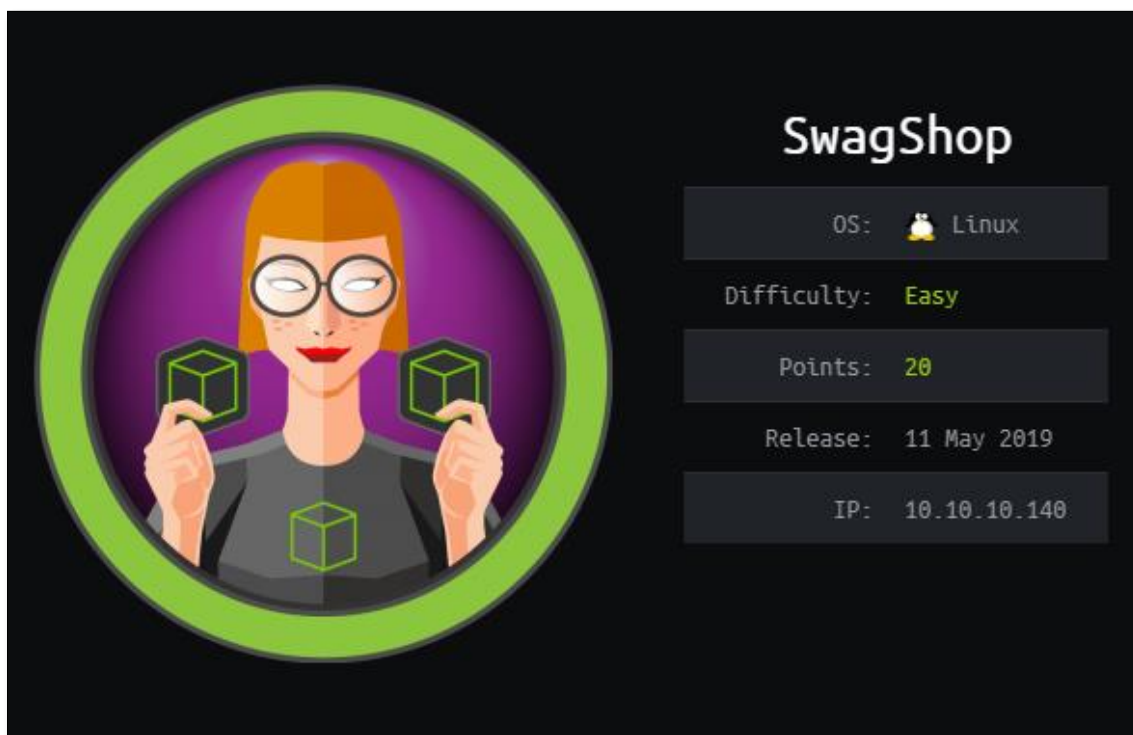 SwagShop
OS: Linux
Difficulty: Easy
Points: 20
Release: 11 May 2019
IP: 10.10.10.140